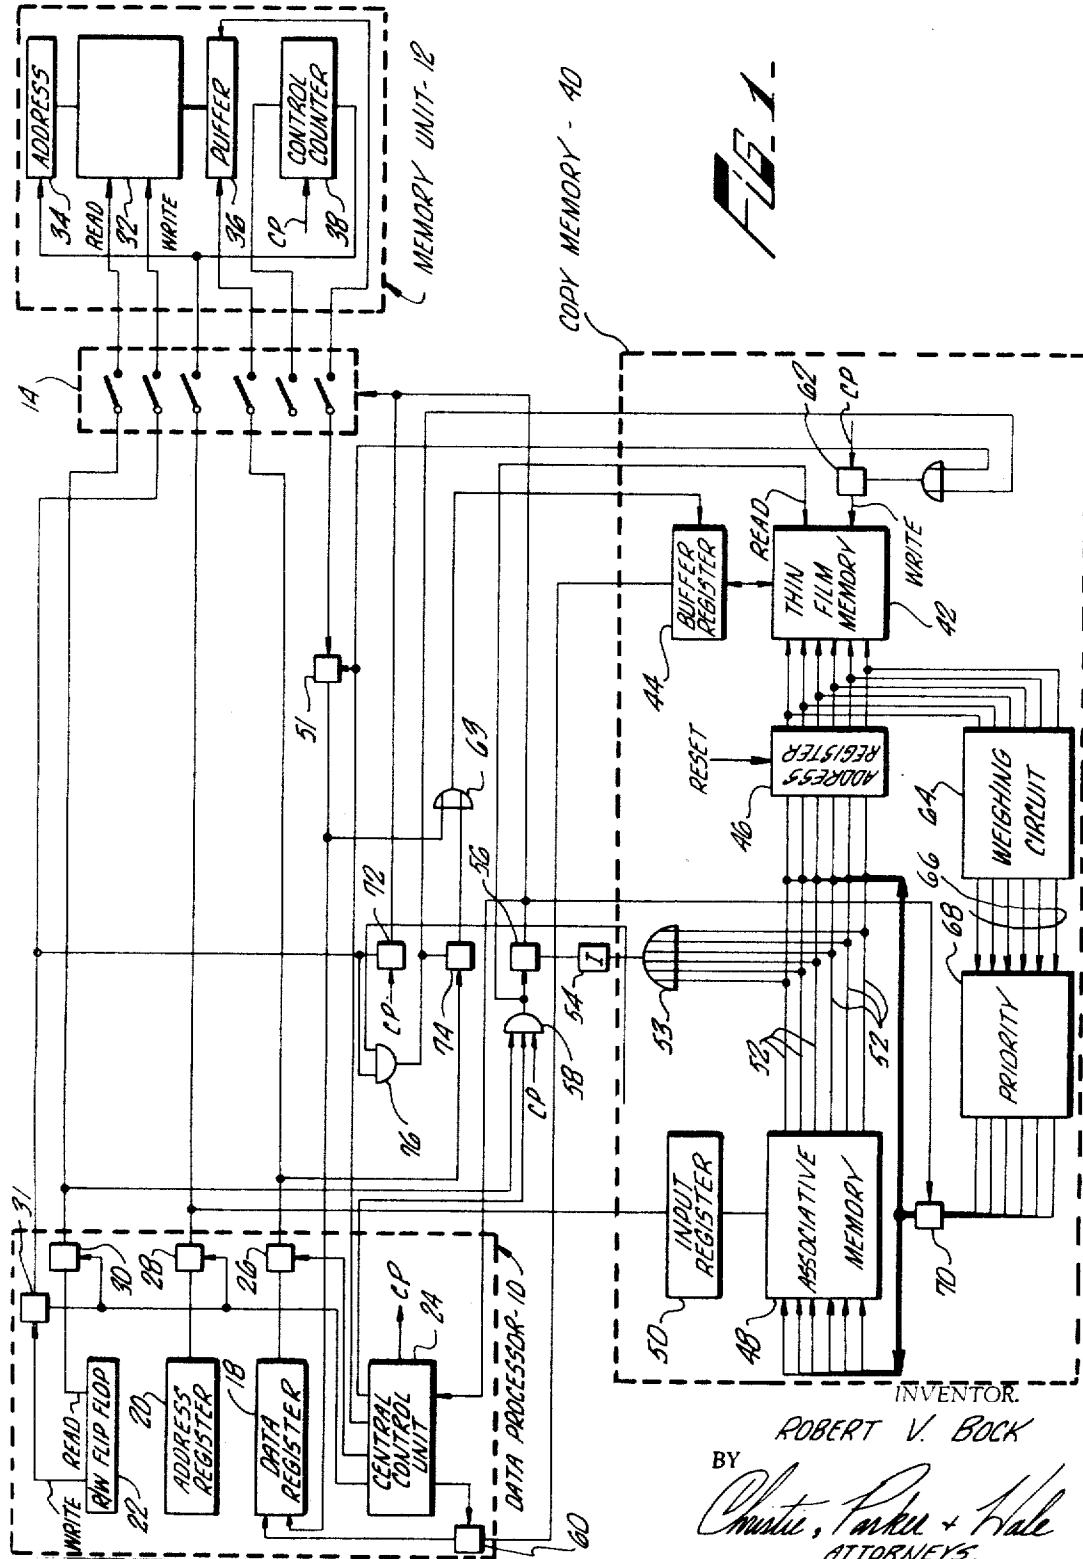 ADDRESS
34
READ
32
WRITE
PUFFER
36
CONTROL
COUNTER
CP
38
MEMORY UNIT-12
14
FIG 1
COPY MEMORY - 40
31
WRITE
READ
R/W FLIP FLOP
22
30
20
ADDRESS
REGISTER
28
18
DATA
REGISTER
26
CENTRAL
CONTROL
UNIT
24
CP
DATA PROCESSOR-10
60
51
69
72
CP
74
76
56
54
I
58
CP
53
52
52
50
INPUT
REGISTER
48
ASSOCIATIVE
MEMORY
RESET
46
ADDRESS
REGISTER
44
BUFFER
REGISTER
READ
THIN
FILM
MEMORY
42
WRITE
62
CP
64
WEIGHING
CIRCUIT
66
68
PRIORITY
70
INVENTOR.
ROBERT V. BOCK
BY
Christie, Parker & Hale
ATTORNEYS.